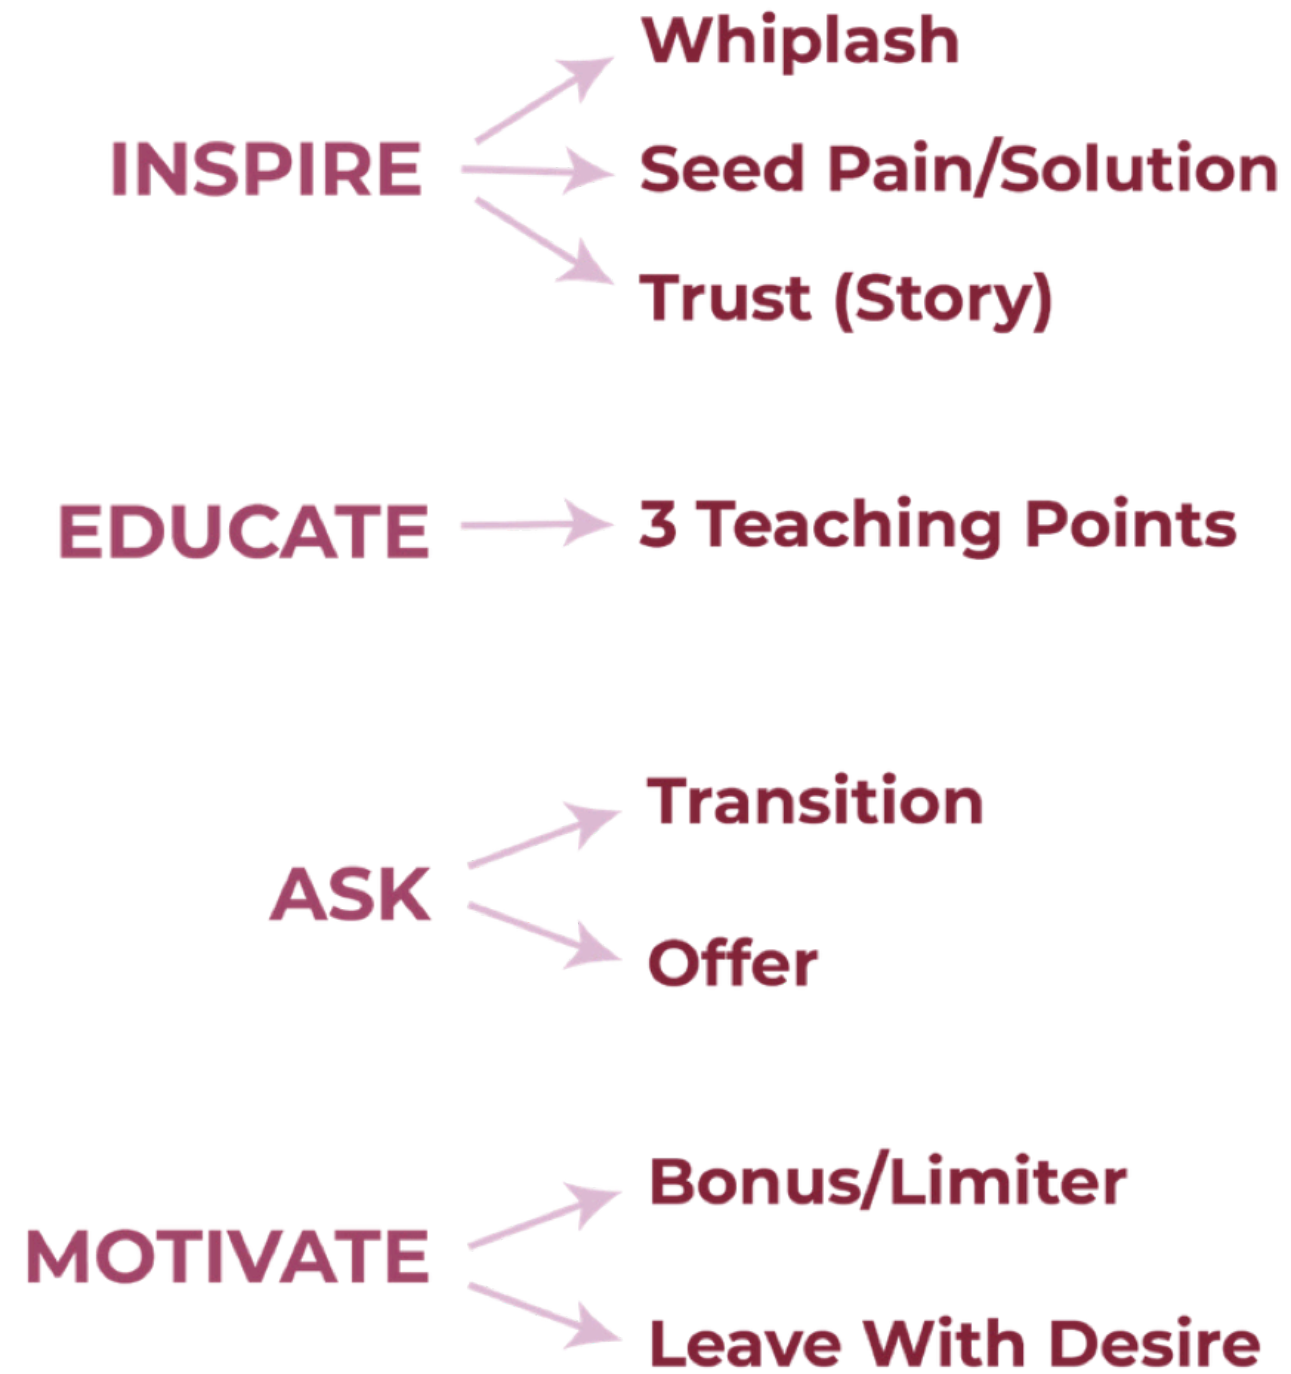 INSPIRE
Whiplash
Seed Pain/Solution
Trust (Story)
EDUCATE
3 Teaching Points
ASK
Transition
Offer
MOTIVATE
Bonus/Limiter
Leave With Desire